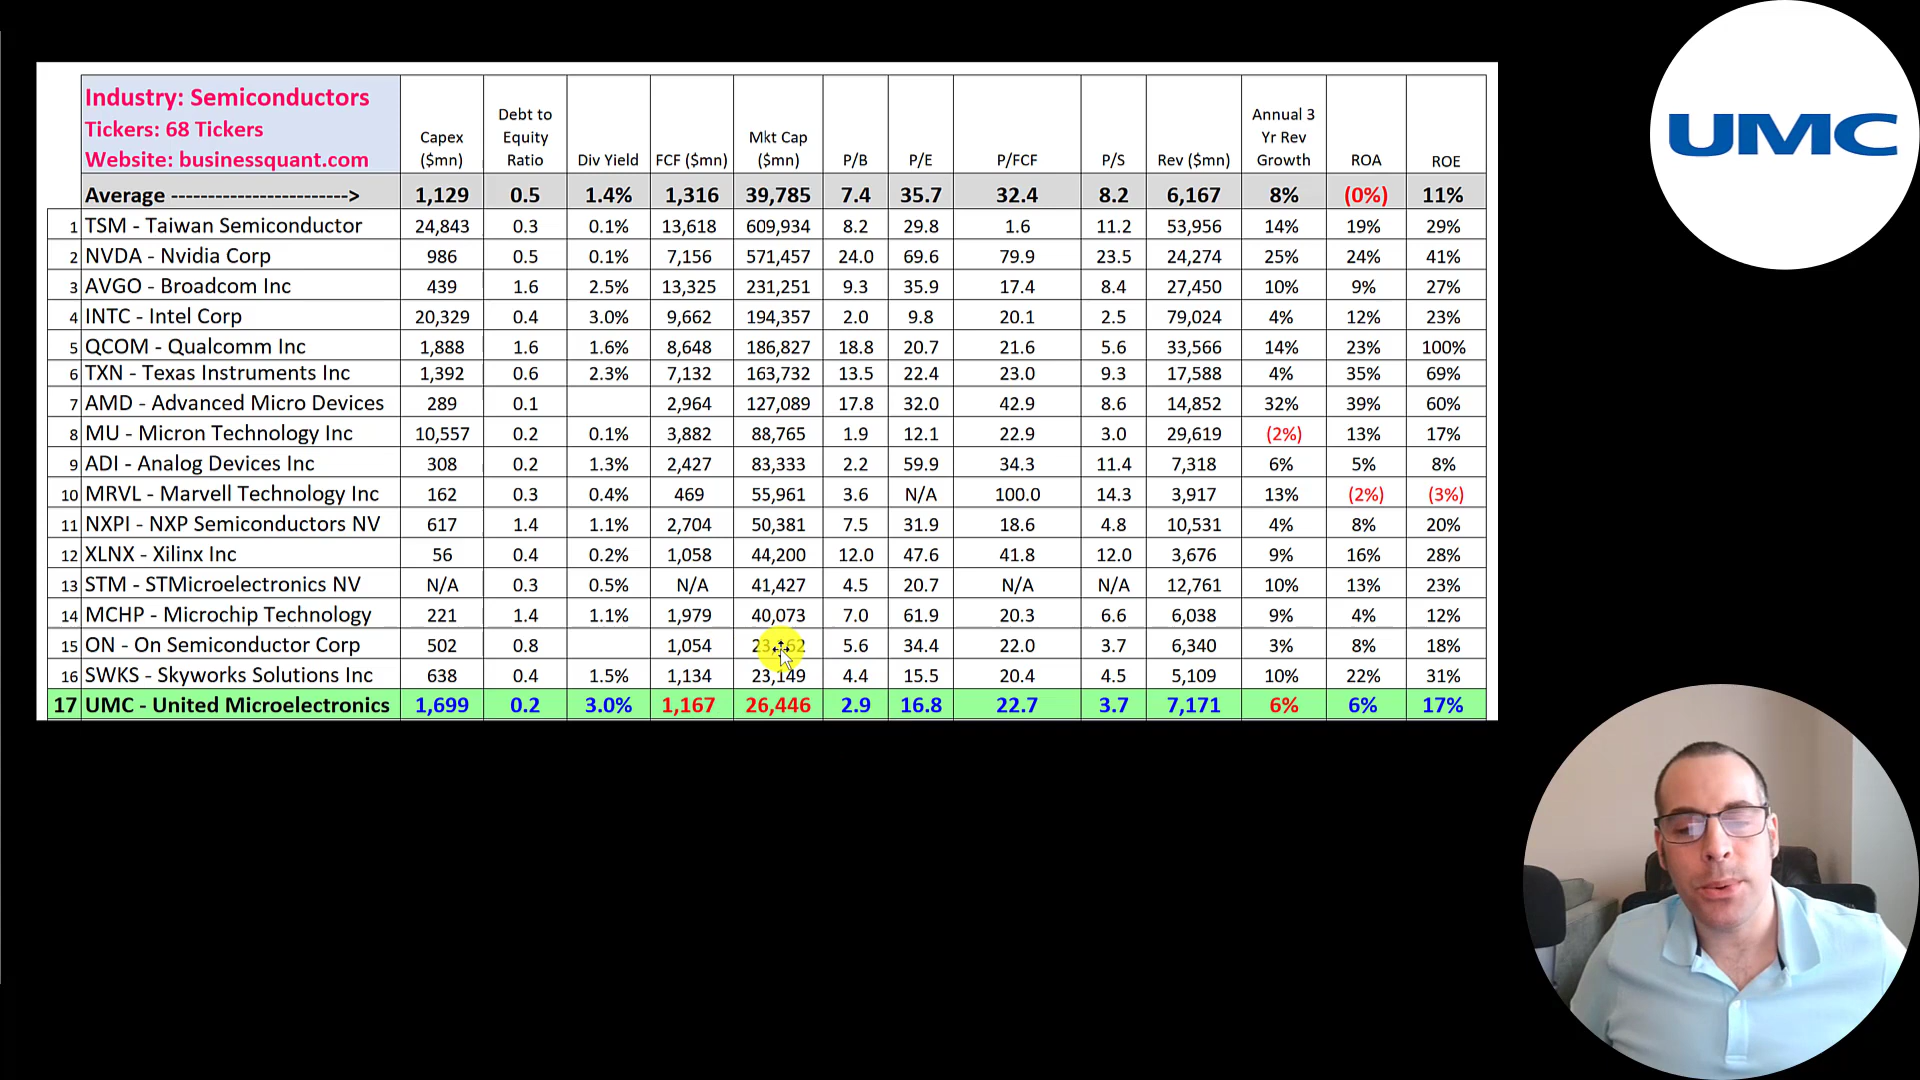 UMC
Industry: Semiconductors
Tickers: 68 Tickers
Website: businessquant.com
Capex ($mn) Debt to Equity Ratio Div Yield FCF ($mn) Mkt Cap ($mn) P/B P/E P/FCF P/S Rev ($mn) Annual 3 Yr Rev Growth ROA ROE
Average ----------------------> 1,129 0.5 1.4% 1,316 39,785 7.4 35.7 32.4 8.2 6,167 8% (0%) 11%
1 TSM - Taiwan Semiconductor 24,843 0.3 0.1% 13,618 609,934 8.2 29.8 1.6 11.2 53,956 14% 19% 29%
2 NVDA - Nvidia Corp 986 0.5 0.1% 7,156 571,457 24.0 69.6 79.9 23.5 24,274 25% 24% 41%
3 AVGO - Broadcom Inc 439 1.6 2.5% 13,325 231,251 9.3 35.9 17.4 8.4 27,450 10% 9% 27%
4 INTC - Intel Corp 20,329 0.4 3.0% 9,662 194,357 2.0 9.8 20.1 2.5 79,024 4% 12% 23%
5 QCOM - Qualcomm Inc 1,888 1.6 1.6% 8,648 186,827 18.8 20.7 21.6 5.6 33,566 14% 23% 100%
6 TXN - Texas Instruments Inc 1,392 0.6 2.3% 7,132 163,732 13.5 22.4 23.0 9.3 17,588 4% 35% 69%
7 AMD - Advanced Micro Devices 289 0.1 2,964 127,089 17.8 32.0 42.9 8.6 14,852 32% 39% 60%
8 MU - Micron Technology Inc 10,557 0.2 0.1% 3,882 88,765 1.9 12.1 22.9 3.0 29,619 (2%) 13% 17%
9 ADI - Analog Devices Inc 308 0.2 1.3% 2,427 83,333 2.2 59.9 34.3 11.4 7,318 6% 5% 8%
10 MRVL - Marvell Technology Inc 162 0.3 0.4% 469 55,961 3.6 N/A 100.0 14.3 3,917 13% (2%) (3%)
11 NXPI - NXP Semiconductors NV 617 1.4 1.1% 2,704 50,381 7.5 31.9 18.6 4.8 10,531 4% 8% 20%
12 XLNX - Xilinx Inc 56 0.4 0.2% 1,058 44,200 12.0 47.6 41.8 12.0 3,676 9% 16% 28%
13 STM - STMicroelectronics NV N/A 0.3 0.5% N/A 41,427 4.5 20.7 N/A N/A 12,761 10% 13% 23%
14 MCHP - Microchip Technology 221 1.4 1.1% 1,979 40,073 7.0 61.9 20.3 6.6 6,038 9% 4% 12%
15 ON - On Semiconductor Corp 502 0.8 1,054 5.6 34.4 22.0 3.7 6,340 3% 8% 18%
16 SWKS - Skyworks Solutions Inc 638 0.4 1.5% 1,134 23,149 4.4 15.5 20.4 4.5 5,109 10% 22% 31%
17 UMC - United Microelectronics 1,699 0.2 3.0% 1,167 26,446 2.9 16.8 22.7 3.7 7,171 6% 6% 17%